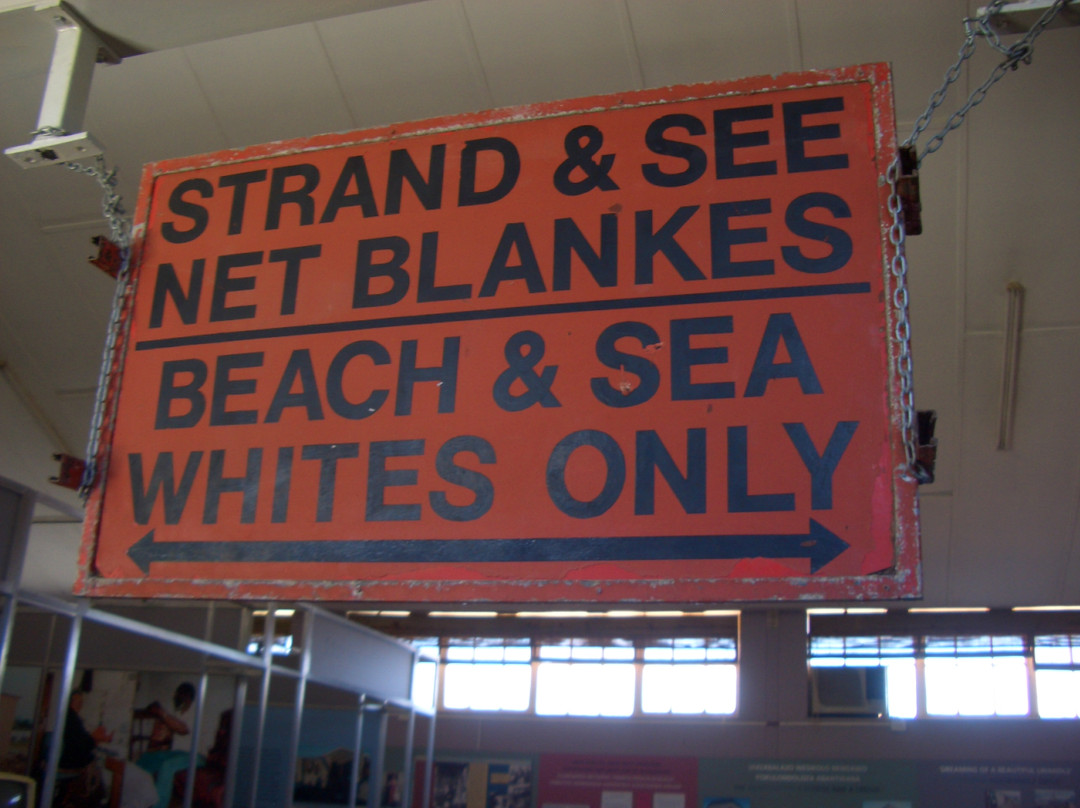 STRAND & SEE
NET BLANKES
BEACH & SEA
WHITES ONLY